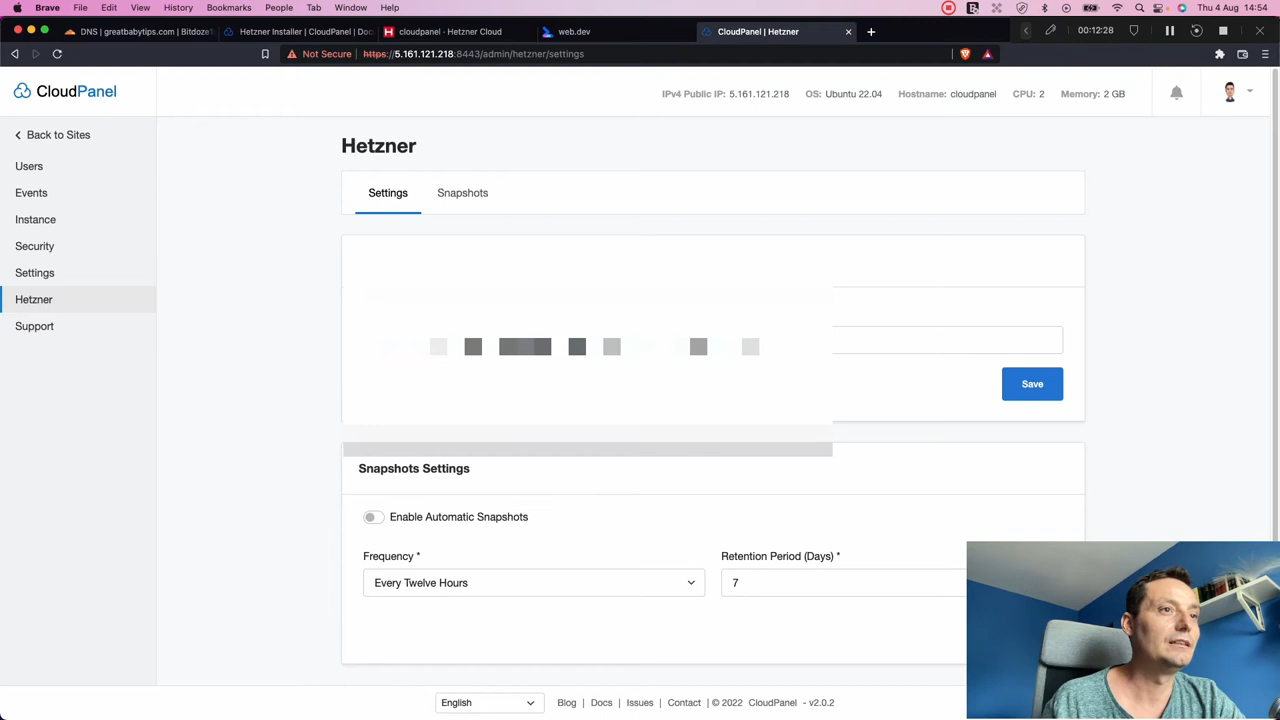 Brave File Edit View History Bookmarks People Tab Window Help Thu 4 Aug 14:54
DNS | greatbabytips.com | Bitdoze Hetzner Installer | CloudPanel | Doc cloudpanel - Hetzner Cloud web.dev CloudPanel | Hetzner 00:12:28
Not Secure https://5.161.121.218:8443/admin/hetzner/settings
CloudPanel
IPv4 Public IP: 5.161.121.218 OS: Ubuntu 22.04 Hostname: cloudpanel CPU: 2 Memory: 2 GB
Back to Sites
Users
Events
Instance
Security
Settings
Hetzner
Support
Hetzner
Settings Snapshots
Save
Snapshots Settings
Enable Automatic Snapshots
Frequency * Retention Period (Days) *
Every Twelve Hours 7
English Blog | Docs | Issues | Contact | © 2022 CloudPanel - v2.0.2